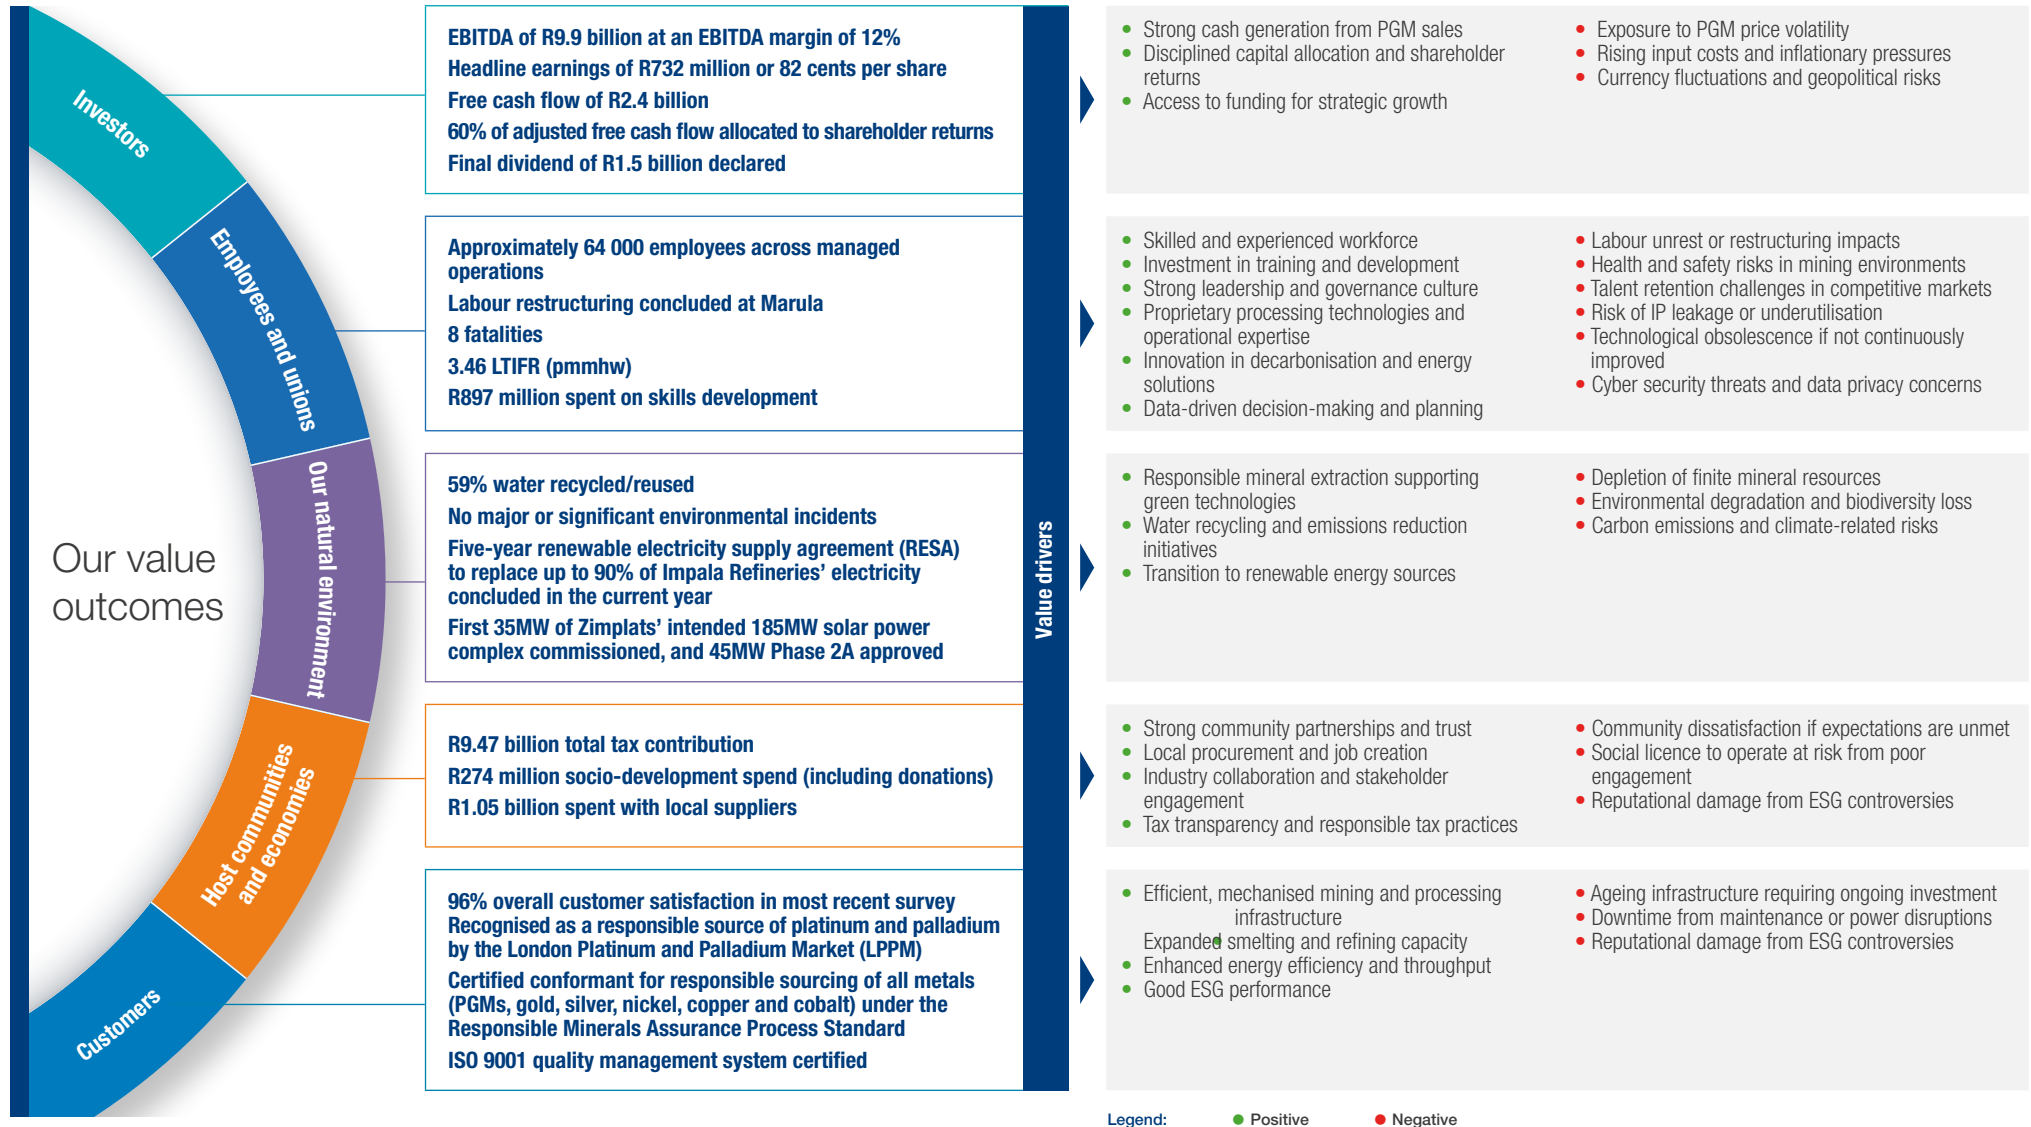 Our value
outcomes
Investors
EBITDA of R9.9 billion at an EBITDA margin of 12%
Headline earnings of R732 million or 82 cents per share
Free cash flow of R2.4 billion
60% of adjusted free cash flow allocated to shareholder returns
Final dividend of R1.5 billion declared
Value drivers
Strong cash generation from PGM sales
Disciplined capital allocation and shareholder
returns
Access to funding for strategic growth
Exposure to PGM price volatility
Rising input costs and inflationary pressures
Currency fluctuations and geopolitical risks
Employees and unions
Approximately 64 000 employees across managed
operations
Labour restructuring concluded at Marula
8 fatalities
3.46 LTIFR (pmmhw)
R897 million spent on skills development
Skilled and experienced workforce
Investment in training and development
Strong leadership and governance culture
Proprietary processing technologies and
operational expertise
Innovation in decarbonisation and energy
solutions
Data-driven decision-making and planning
Labour unrest or restructuring impacts
Health and safety risks in mining environments
Talent retention challenges in competitive markets
Risk of IP leakage or underutilisation
Technological obsolescence if not continuously
improved
Cyber security threats and data privacy concerns
Our natural environment
59% water recycled/reused
No major or significant environmental incidents
Five-year renewable electricity supply agreement (RESA)
to replace up to 90% of Impala Refineries’ electricity
concluded in the current year
First 35MW of Zimplats’ intended 185MW solar power
complex commissioned, and 45MW Phase 2A approved
Responsible mineral extraction supporting
green technologies
Water recycling and emissions reduction
initiatives
Transition to renewable energy sources
Depletion of finite mineral resources
Environmental degradation and biodiversity loss
Carbon emissions and climate-related risks
Host communities
and economies
R9.47 billion total tax contribution
R274 million socio-development spend (including donations)
R1.05 billion spent with local suppliers
Strong community partnerships and trust
Local procurement and job creation
Industry collaboration and stakeholder
engagement
Tax transparency and responsible tax practices
Community dissatisfaction if expectations are unmet
Social licence to operate at risk from poor
engagement
Reputational damage from ESG controversies
Customers
96% overall customer satisfaction in most recent survey
Recognised as a responsible source of platinum and palladium
by the London Platinum and Palladium Market (LPPM)
Certified conformant for responsible sourcing of all metals
(PGMs, gold, silver, nickel, copper and cobalt) under the
Responsible Minerals Assurance Process Standard
ISO 9001 quality management system certified
Efficient, mechanised mining and processing
infrastructure
Expanded smelting and refining capacity
Enhanced energy efficiency and throughput
Good ESG performance
Ageing infrastructure requiring ongoing investment
Downtime from maintenance or power disruptions
Reputational damage from ESG controversies
Legend: Positive Negative